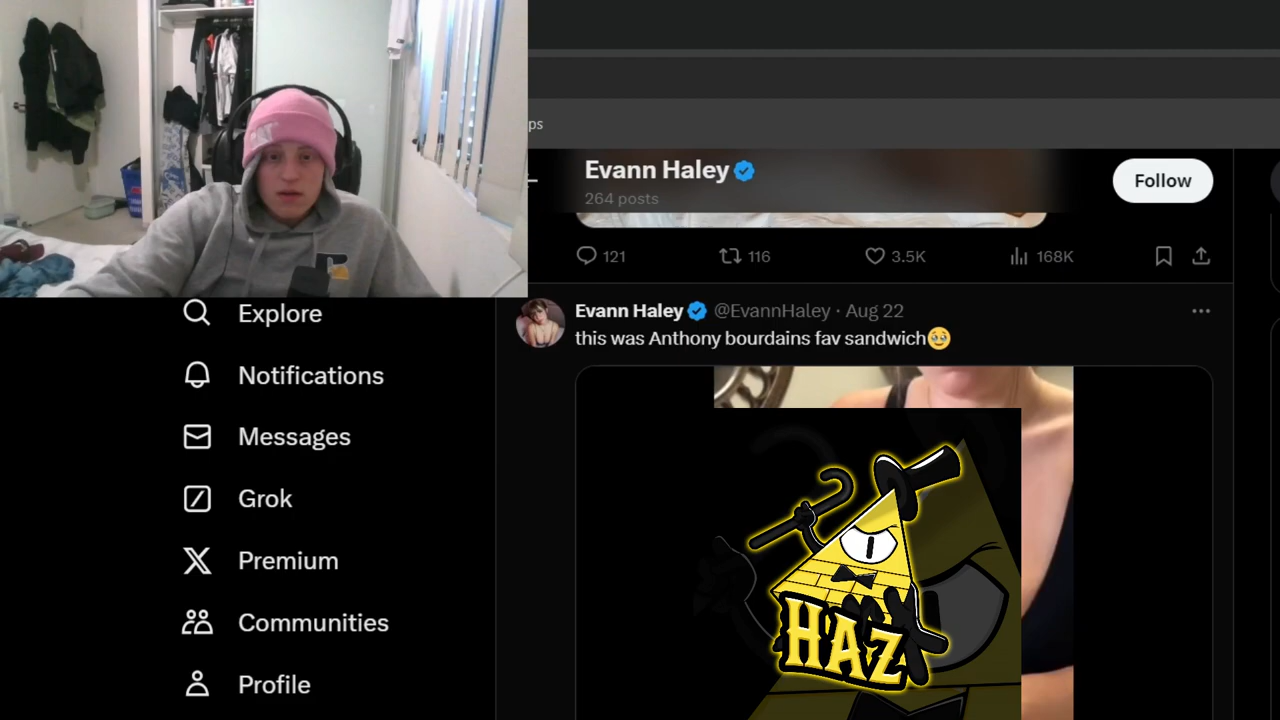 ps
Evann Haley
264 posts
Follow
121
116
3.5K
168K
Explore
Notifications
Messages
Grok
Premium
Communities
Profile
Evann Haley @EvannHaley · Aug 22
this was Anthony bourdains fav sandwich🥹
HAZ